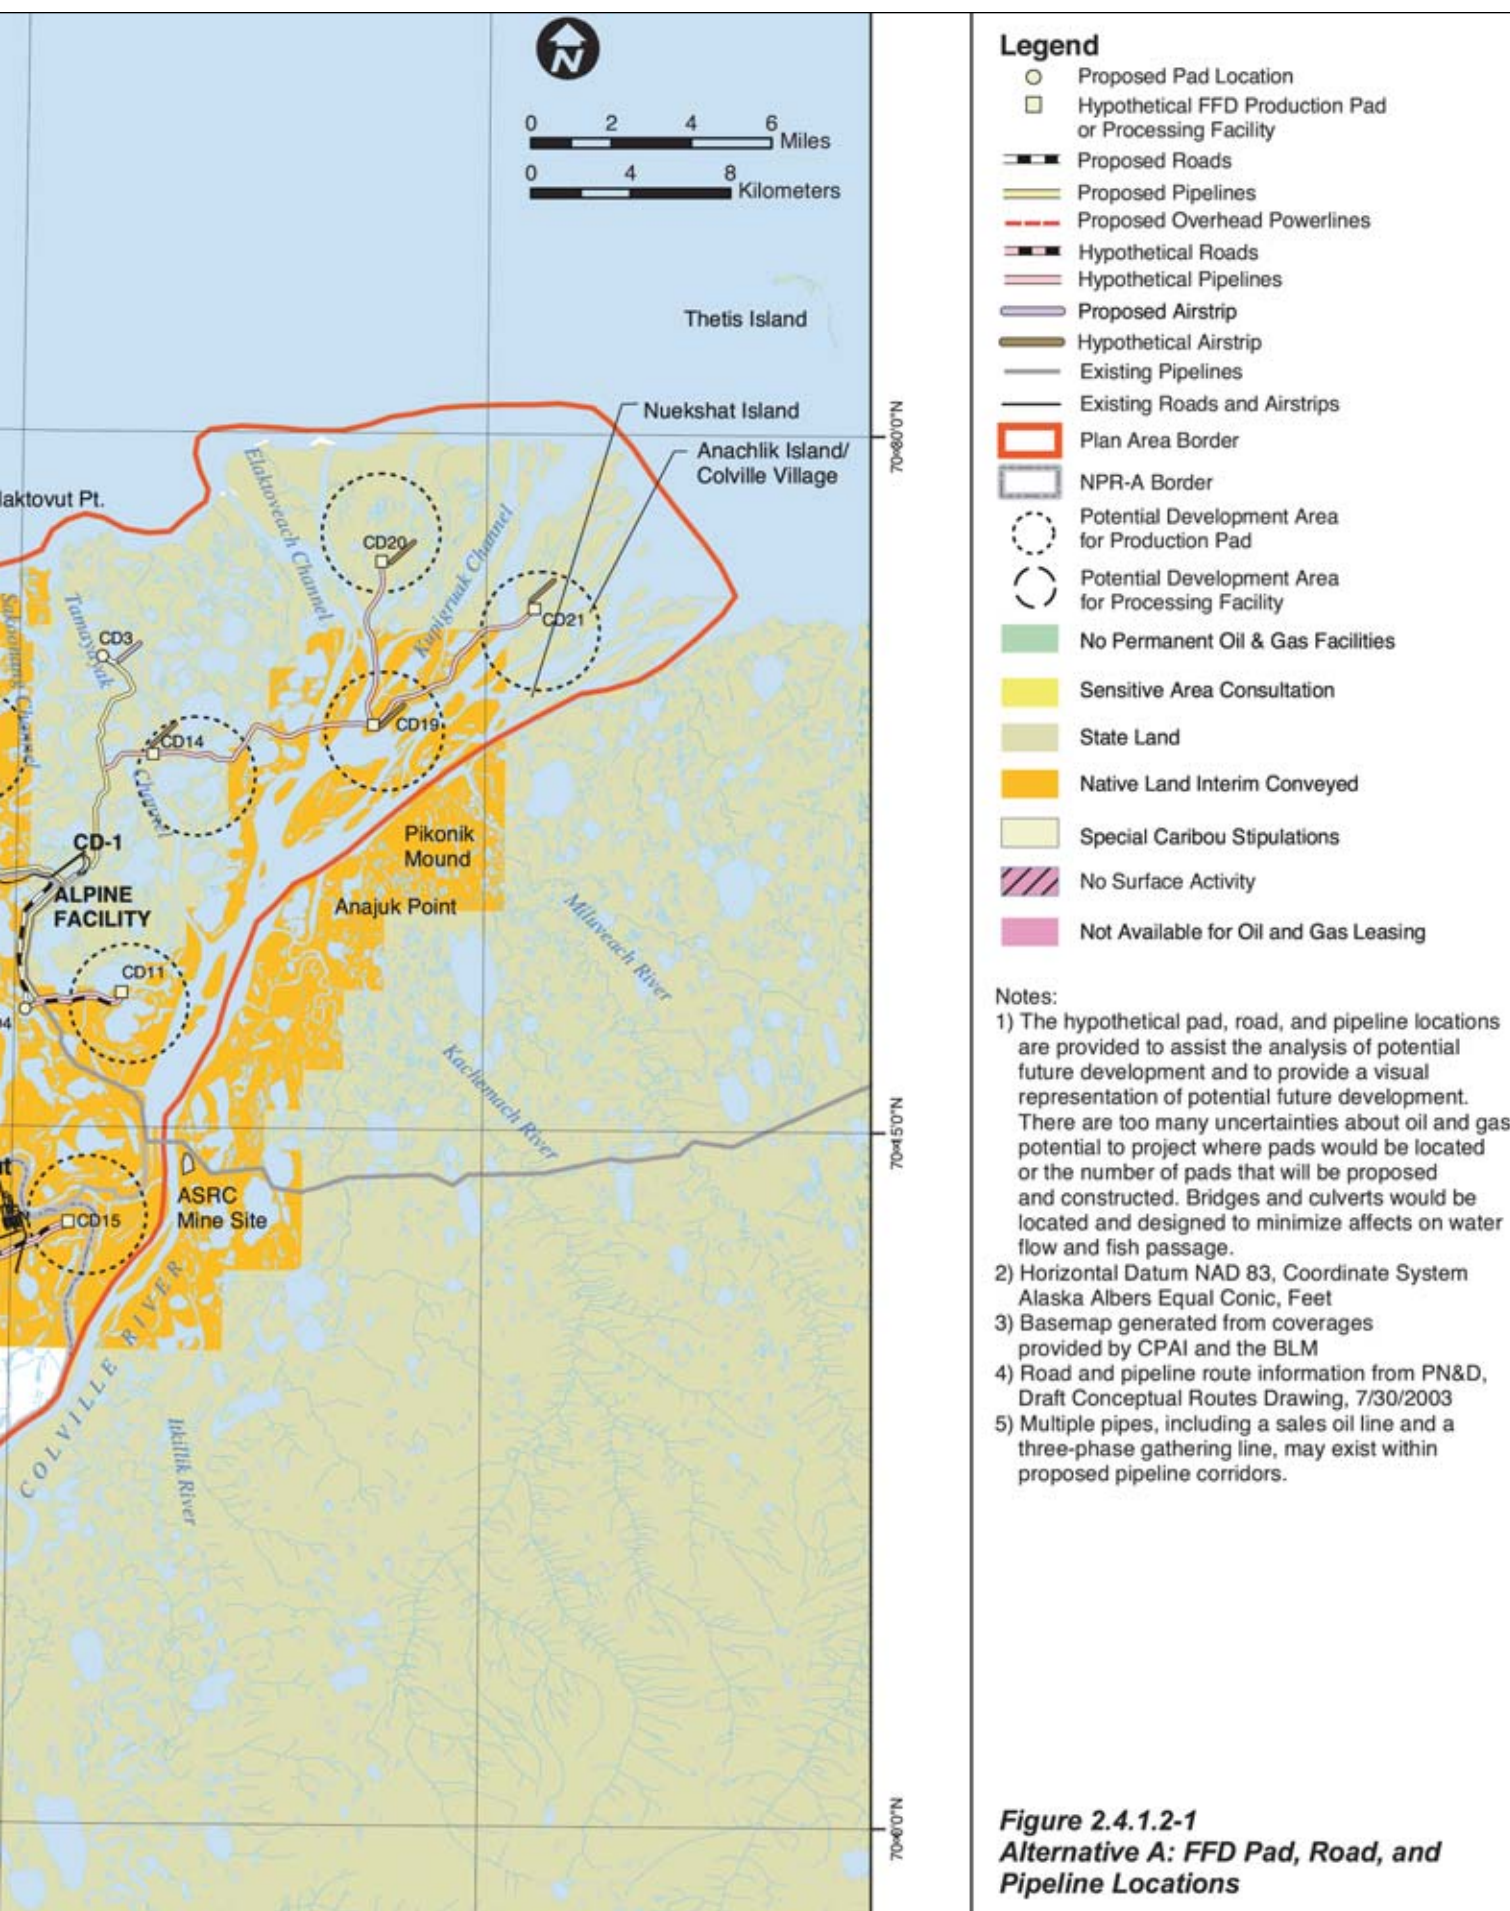 N
0 2 4 6
Miles
0 4 8
Kilometers
Thetis Island
Nuekshat Island
Anachlik Island/
Colville Village
laktovut Pt.
Elaktoveach Channel
CD20
Kupigruak Channel
CD21
Sakoonang Channel
Tamayayak
CD3
CD19
CD14
Channel
CD-1
Pikonik
Mound
ALPINE
FACILITY
Anajuk Point
Miluveach River
CD11
04
Kachemach River
ASRC
Mine Site
CD15
COLVILLE RIVER
Itkillik River
70°15'0"N
Legend
Proposed Pad Location
Hypothetical FFD Production Pad
or Processing Facility
Proposed Roads
Proposed Pipelines
Proposed Overhead Powerlines
Hypothetical Roads
Hypothetical Pipelines
Proposed Airstrip
Hypothetical Airstrip
Existing Pipelines
Existing Roads and Airstrips
Plan Area Border
NPR-A Border
Potential Development Area
for Production Pad
Potential Development Area
for Processing Facility
No Permanent Oil & Gas Facilities
Sensitive Area Consultation
State Land
Native Land Interim Conveyed
Special Caribou Stipulations
No Surface Activity
Not Available for Oil and Gas Leasing
Notes:
1) The hypothetical pad, road, and pipeline locations
are provided to assist the analysis of potential
future development and to provide a visual
representation of potential future development.
There are too many uncertainties about oil and gas
potential to project where pads would be located
or the number of pads that will be proposed
and constructed. Bridges and culverts would be
located and designed to minimize affects on water
flow and fish passage.
2) Horizontal Datum NAD 83, Coordinate System
Alaska Albers Equal Conic, Feet
3) Basemap generated from coverages
provided by CPAI and the BLM
4) Road and pipeline route information from PN&D,
Draft Conceptual Routes Drawing, 7/30/2003
5) Multiple pipes, including a sales oil line and a
three-phase gathering line, may exist within
proposed pipeline corridors.
Figure 2.4.1.2-1
Alternative A: FFD Pad, Road, and
Pipeline Locations